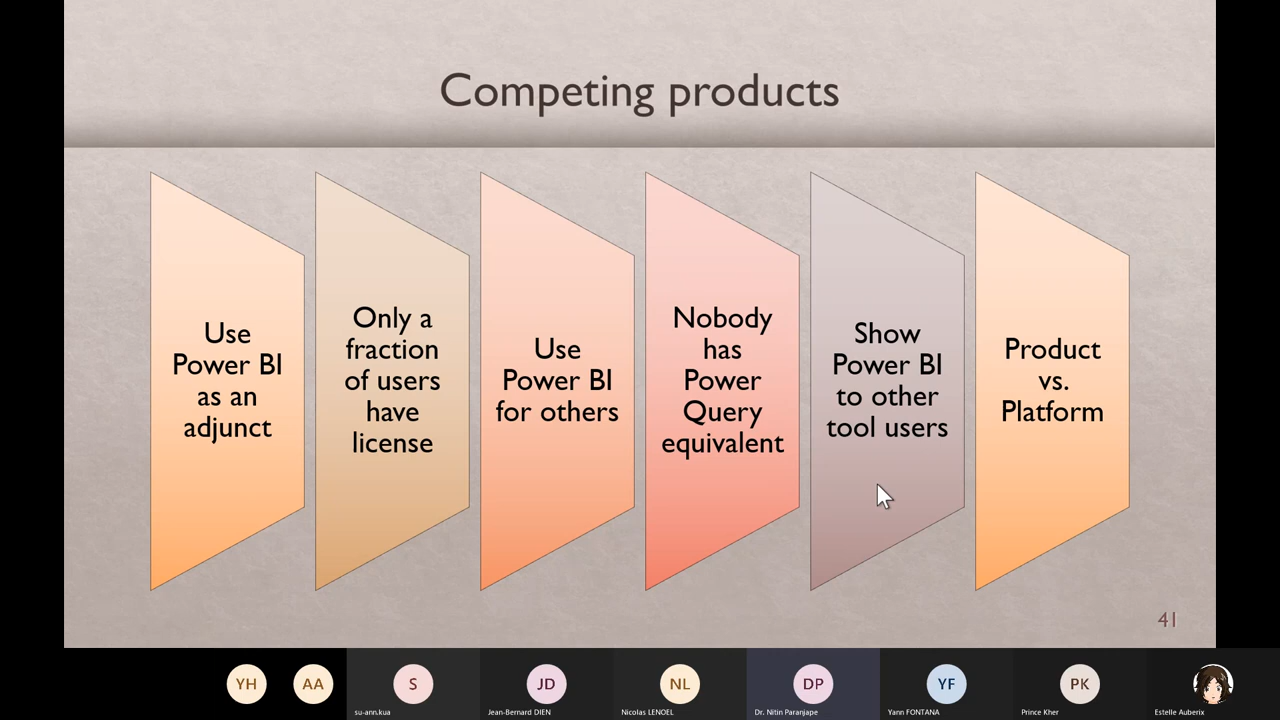 Competing products
Use
Power BI
as an
adjunct
Only a
fraction
of users
have
license
Use
Power BI
for others
Nobody
has
Power
Query
equivalent
Show
Power BI
to other
tool users
Product
vs.
Platform
41
YH
AA
S
JD
NL
DP
YF
PK
su-ann.kua
Jean-Bernard DIEN
Nicolas LENOEL
Dr. Nitin Paranjape
Yann FONTANA
Prince Kher
Estelle Auberix